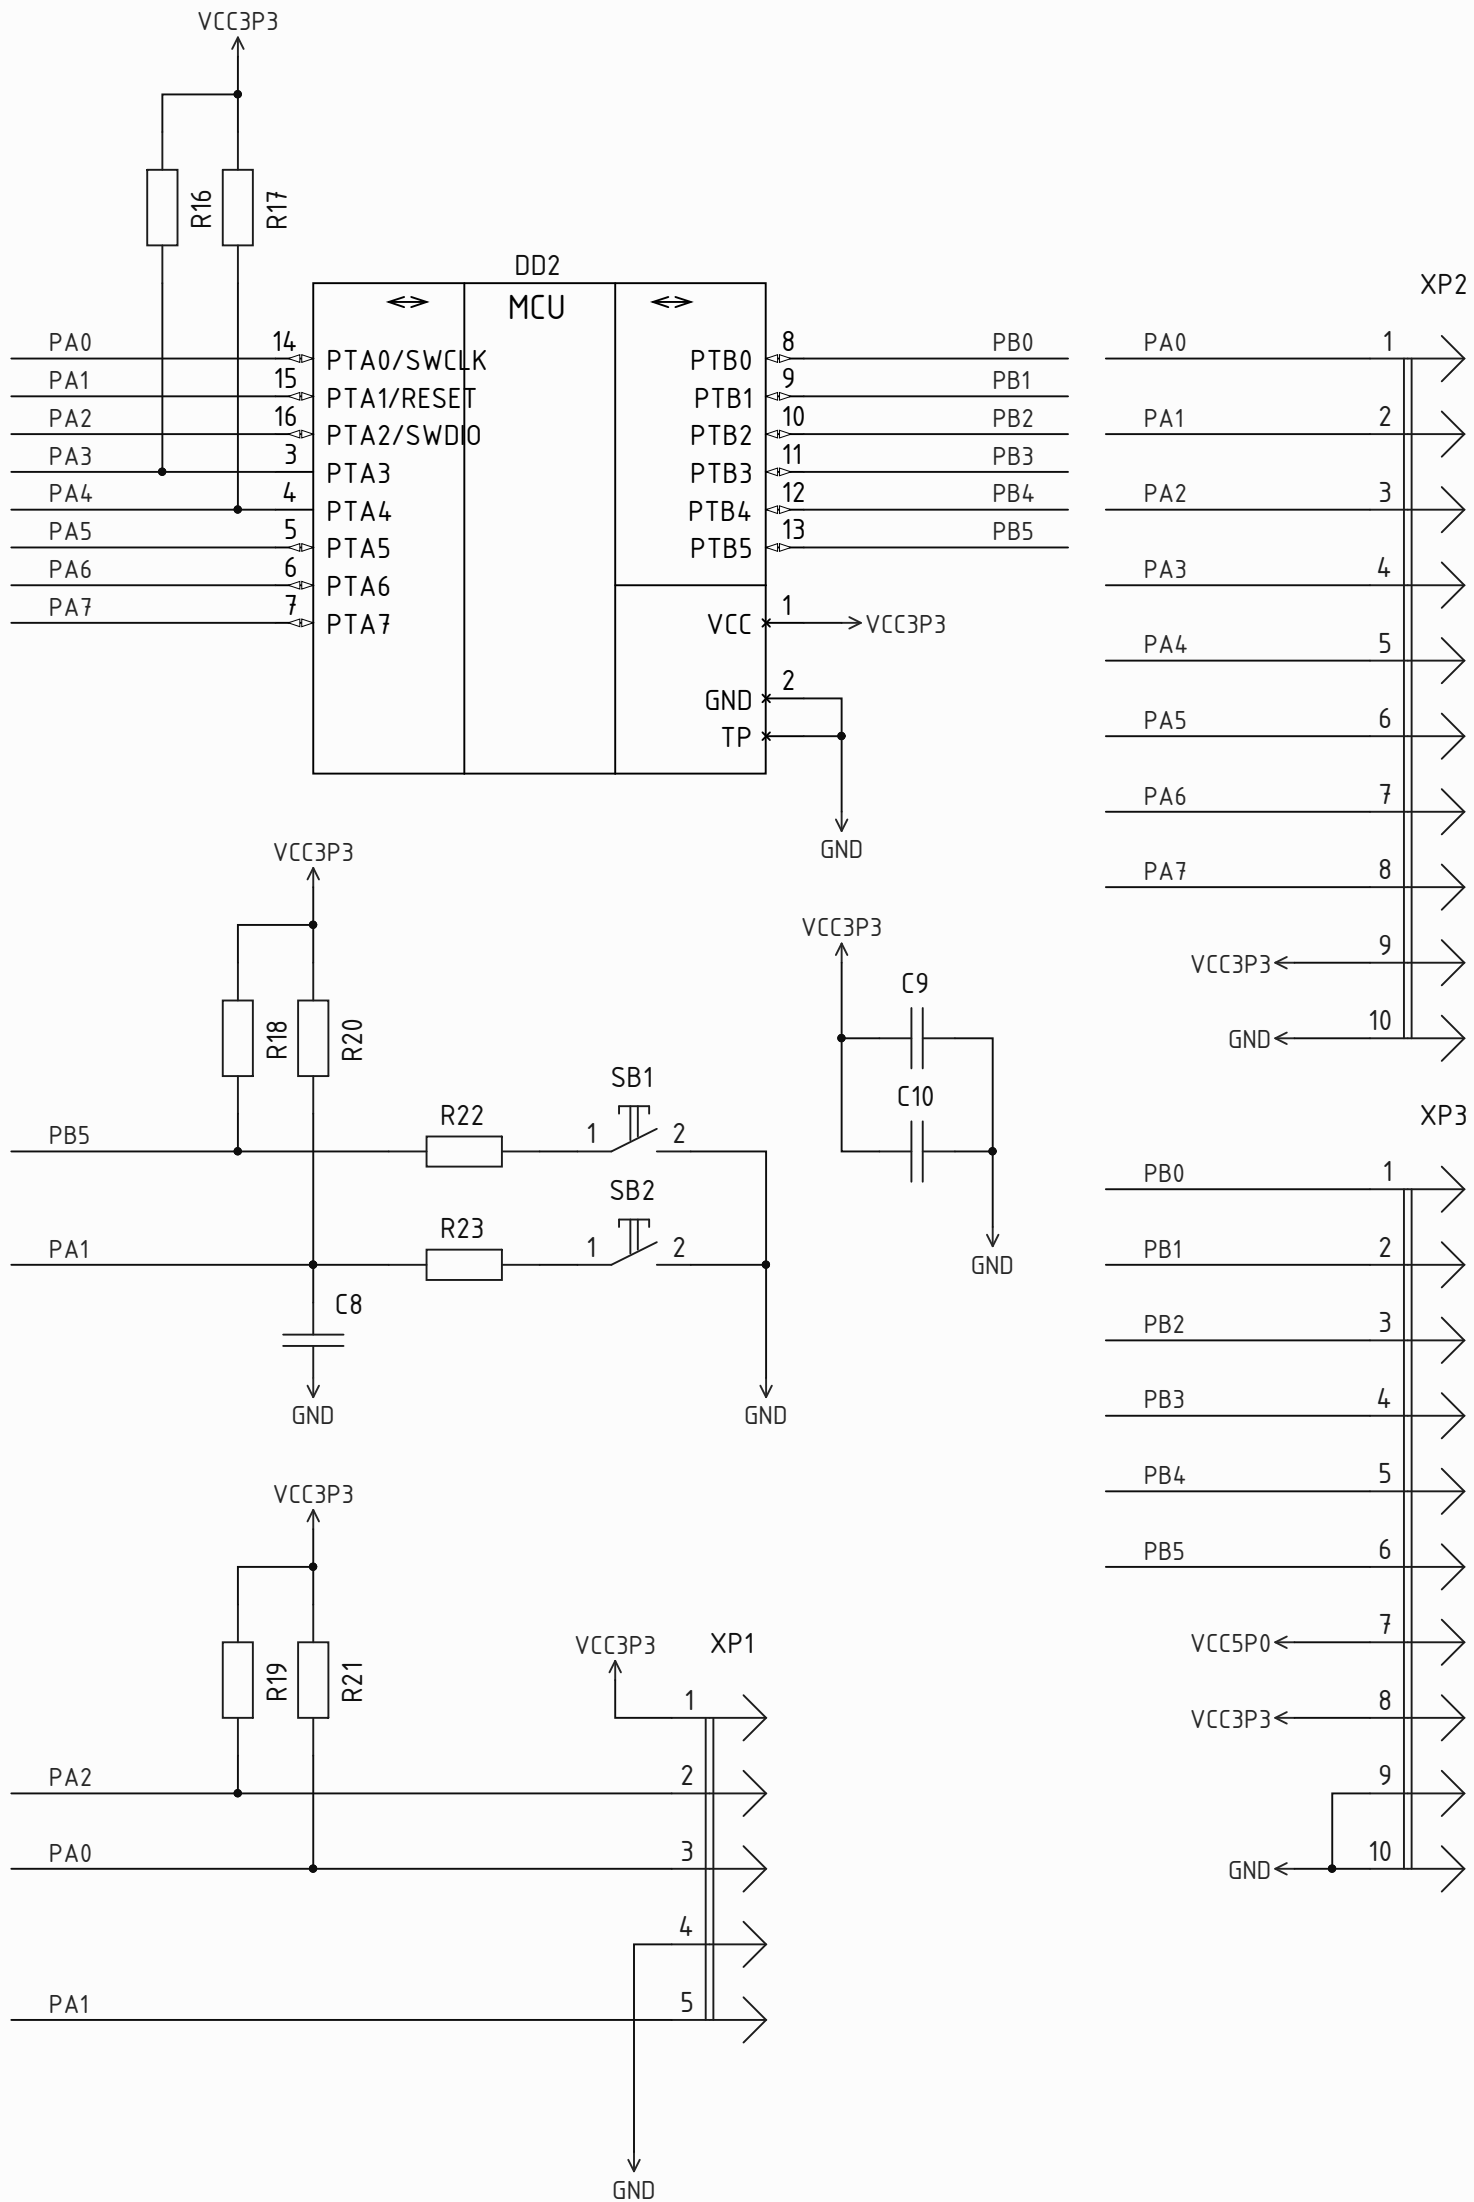 VCC3P3
R16
R17
DD2
MCU
PA0 14 PTA0/SWCLK
PA1 15 PTA1/RESET
PA2 16 PTA2/SWDIO
PA3 3 PTA3
PA4 4 PTA4
PA5 5 PTA5
PA6 6 PTA6
PA7 7 PTA7
PTB0 8 PB0
PTB1 9 PB1
PTB2 10 PB2
PTB3 11 PB3
PTB4 12 PB4
PTB5 13 PB5
VCC 1 VCC3P3
GND 2
TP
GND
XP2
PA0 1
PA1 2
PA2 3
PA3 4
PA4 5
PA5 6
PA6 7
PA7 8
VCC3P3 9
GND 10
VCC3P3
R18
R20
PB5
R22
SB1
1 2
PA1
R23
SB2
1 2
C8
GND
GND
VCC3P3
C9
C10
GND
XP3
PB0 1
PB1 2
PB2 3
PB3 4
PB4 5
PB5 6
VCC5P0 7
VCC3P3 8
9
GND 10
VCC3P3
R19
R21
VCC3P3
XP1
1
PA2 2
PA0 3
4
PA1 5
GND